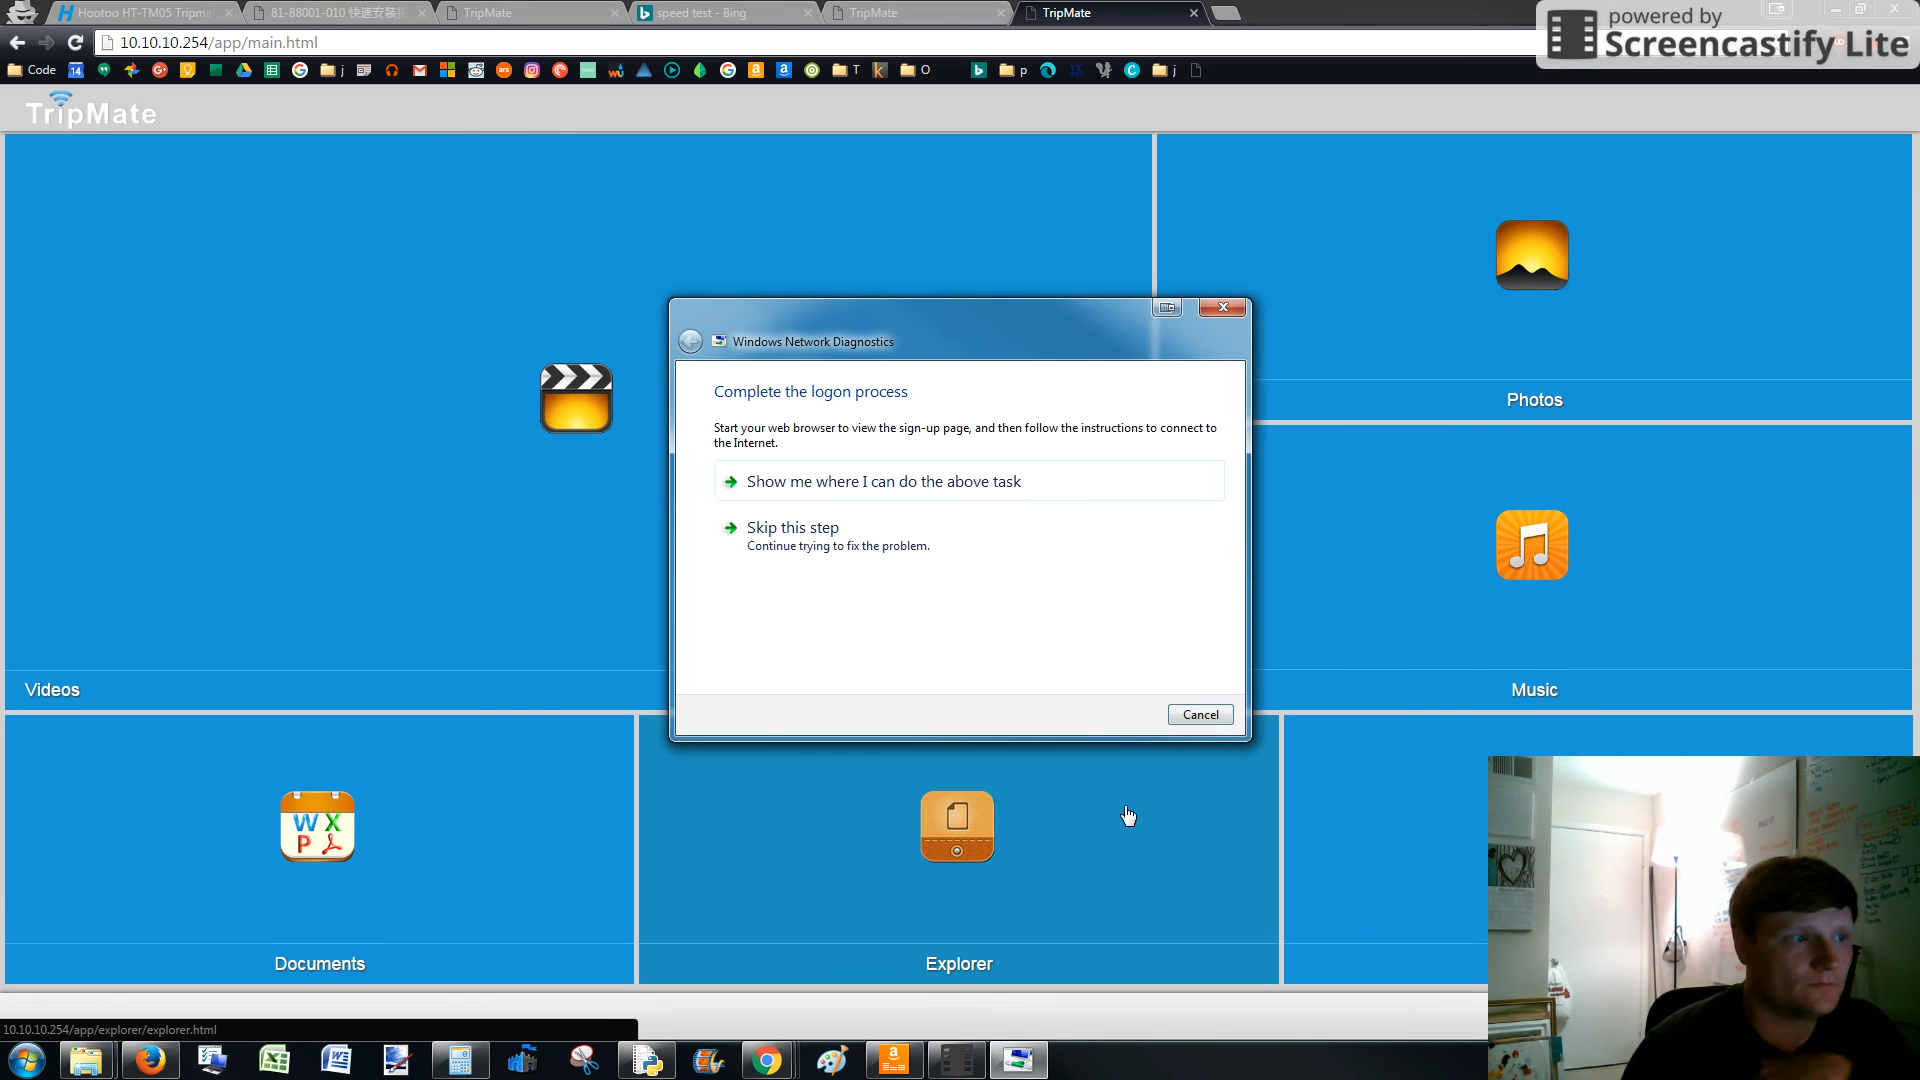 Hootoo HT-TM05 Tripma
81-88001-010 快速安装指
TripMate
speed test - Bing
TripMate
TripMate
powered by
Screencastify Lite
10.10.10.254/app/main.html
Code
14
j
T
O
p
j
TripMate
Photos
Windows Network Diagnostics
Complete the logon process
Start your web browser to view the sign-up page, and then follow the instructions to connect to
the Internet.
Show me where I can do the above task
Skip this step
Continue trying to fix the problem.
Videos
Music
Cancel
W X
P
Documents
Explorer
10.10.10.254/app/explorer/explorer.html